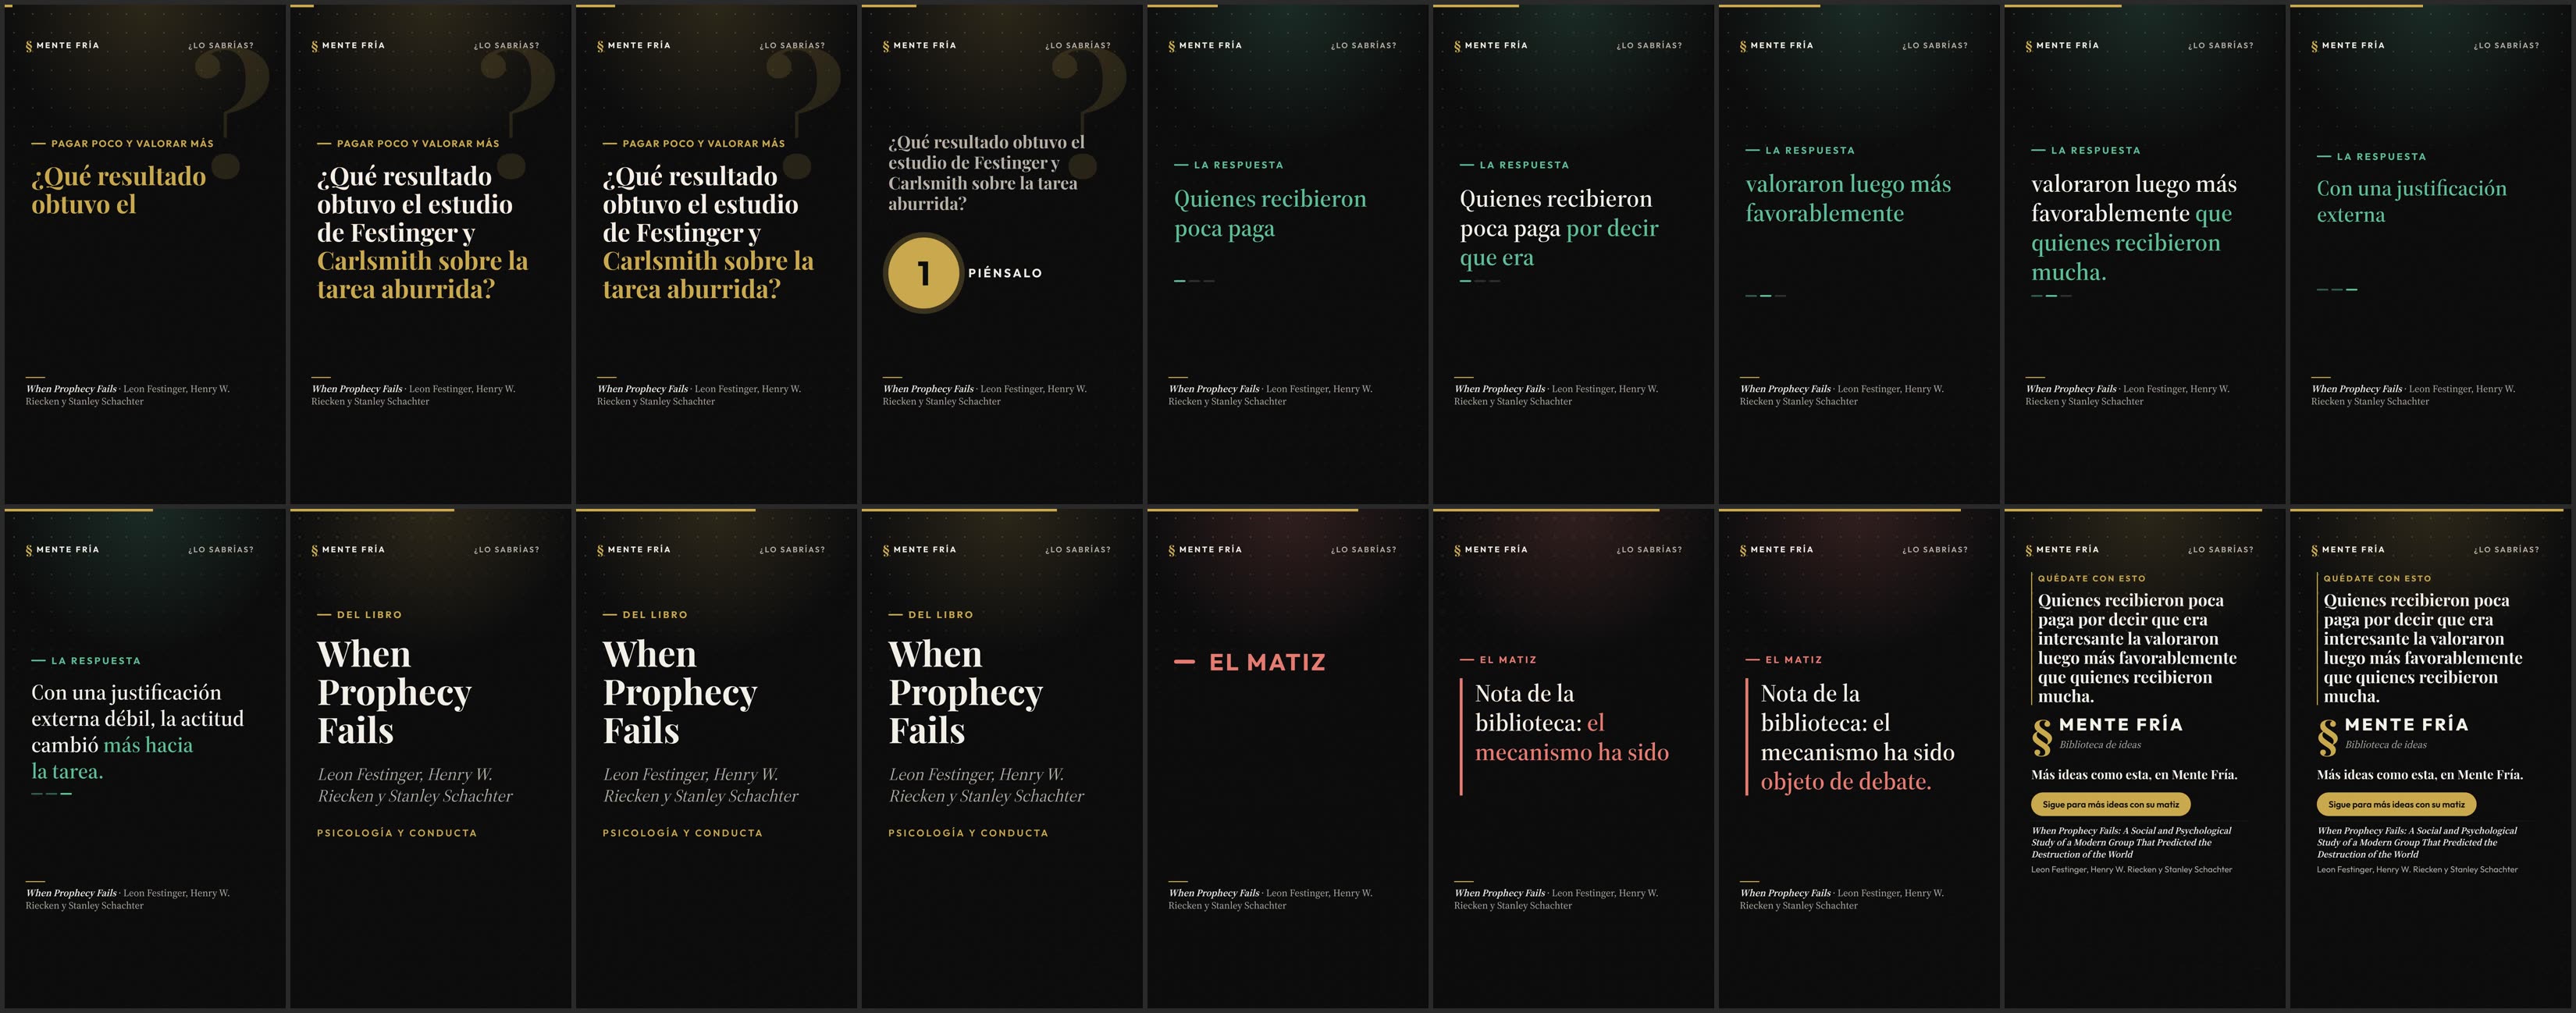 § MENTE FRÍA
¿LO SABRÍAS?
?
PAGAR POCO Y VALORAR MÁS
¿Qué resultado
obtuvo el
When Prophecy Fails · Leon Festinger, Henry W.
Riecken y Stanley Schachter
§ MENTE FRÍA
¿LO SABRÍAS?
?
PAGAR POCO Y VALORAR MÁS
¿Qué resultado
obtuvo el estudio
de Festinger y
Carlsmith sobre la
tarea aburrida?
When Prophecy Fails · Leon Festinger, Henry W.
Riecken y Stanley Schachter
§ MENTE FRÍA
¿LO SABRÍAS?
?
PAGAR POCO Y VALORAR MÁS
¿Qué resultado
obtuvo el estudio
de Festinger y
Carlsmith sobre la
tarea aburrida?
When Prophecy Fails · Leon Festinger, Henry W.
Riecken y Stanley Schachter
§ MENTE FRÍA
¿LO SABRÍAS?
?
¿Qué resultado obtuvo el
estudio de Festinger y
Carlsmith sobre la tarea
aburrida?
1 PIÉNSALO
When Prophecy Fails · Leon Festinger, Henry W.
Riecken y Stanley Schachter
§ MENTE FRÍA
¿LO SABRÍAS?
LA RESPUESTA
Quienes recibieron
poca paga
When Prophecy Fails · Leon Festinger, Henry W.
Riecken y Stanley Schachter
§ MENTE FRÍA
¿LO SABRÍAS?
LA RESPUESTA
Quienes recibieron
poca paga por decir
que era
When Prophecy Fails · Leon Festinger, Henry W.
Riecken y Stanley Schachter
§ MENTE FRÍA
¿LO SABRÍAS?
LA RESPUESTA
valoraron luego más
favorablemente
When Prophecy Fails · Leon Festinger, Henry W.
Riecken y Stanley Schachter
§ MENTE FRÍA
¿LO SABRÍAS?
LA RESPUESTA
valoraron luego más
favorablemente que
quienes recibieron
mucha.
When Prophecy Fails · Leon Festinger, Henry W.
Riecken y Stanley Schachter
§ MENTE FRÍA
¿LO SABRÍAS?
LA RESPUESTA
Con una justificación
externa
When Prophecy Fails · Leon Festinger, Henry W.
Riecken y Stanley Schachter
§ MENTE FRÍA
¿LO SABRÍAS?
LA RESPUESTA
Con una justificación
externa débil, la actitud
cambió más hacia
la tarea.
When Prophecy Fails · Leon Festinger, Henry W.
Riecken y Stanley Schachter
§ MENTE FRÍA
¿LO SABRÍAS?
DEL LIBRO
When
Prophecy
Fails
Leon Festinger, Henry W.
Riecken y Stanley Schachter
PSICOLOGÍA Y CONDUCTA
§ MENTE FRÍA
¿LO SABRÍAS?
DEL LIBRO
When
Prophecy
Fails
Leon Festinger, Henry W.
Riecken y Stanley Schachter
PSICOLOGÍA Y CONDUCTA
§ MENTE FRÍA
¿LO SABRÍAS?
DEL LIBRO
When
Prophecy
Fails
Leon Festinger, Henry W.
Riecken y Stanley Schachter
PSICOLOGÍA Y CONDUCTA
§ MENTE FRÍA
¿LO SABRÍAS?
EL MATIZ
When Prophecy Fails · Leon Festinger, Henry W.
Riecken y Stanley Schachter
§ MENTE FRÍA
¿LO SABRÍAS?
EL MATIZ
Nota de la
biblioteca: el
mecanismo ha sido
When Prophecy Fails · Leon Festinger, Henry W.
Riecken y Stanley Schachter
§ MENTE FRÍA
¿LO SABRÍAS?
EL MATIZ
Nota de la
biblioteca: el
mecanismo ha sido
objeto de debate.
When Prophecy Fails · Leon Festinger, Henry W.
Riecken y Stanley Schachter
§ MENTE FRÍA
¿LO SABRÍAS?
QUÉDATE CON ESTO
Quienes recibieron poca
paga por decir que era
interesante la valoraron
luego más favorablemente
que quienes recibieron
mucha.
§ MENTE FRÍA
Biblioteca de ideas
Más ideas como esta, en Mente Fría.
Sigue para más ideas con su matiz
When Prophecy Fails: A Social and Psychological
Study of a Modern Group That Predicted the
Destruction of the World
Leon Festinger, Henry W. Riecken y Stanley Schachter
§ MENTE FRÍA
¿LO SABRÍAS?
QUÉDATE CON ESTO
Quienes recibieron poca
paga por decir que era
interesante la valoraron
luego más favorablemente
que quienes recibieron
mucha.
§ MENTE FRÍA
Biblioteca de ideas
Más ideas como esta, en Mente Fría.
Sigue para más ideas con su matiz
When Prophecy Fails: A Social and Psychological
Study of a Modern Group That Predicted the
Destruction of the World
Leon Festinger, Henry W. Riecken y Stanley Schachter